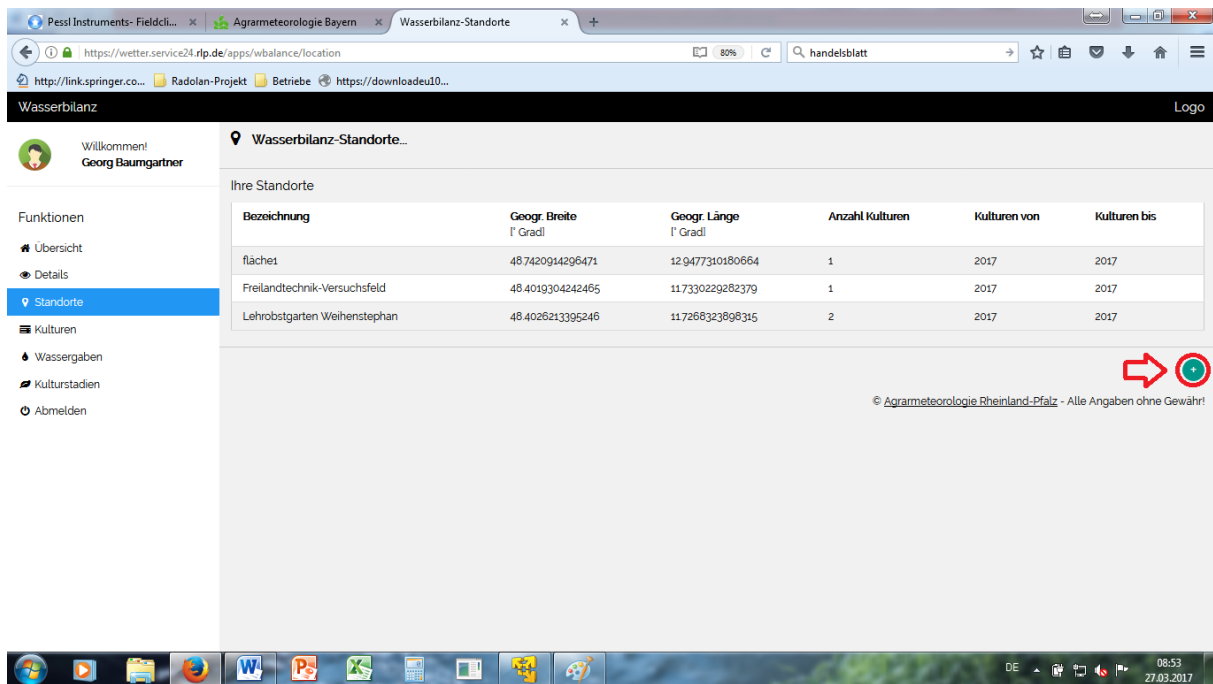 Pessl Instruments- Fieldcli...
Agrarmeteorologie Bayern
Wasserbilanz-Standorte
https://wetter.service24.rlp.de/apps/wbalance/location
80%
handelsblatt
http://link.springer.co...
Radolan-Projekt
Betriebe
https://downloadeu10...
Wasserbilanz
Logo
Willkommen!
Georg Baumgartner
Funktionen
Übersicht
Details
Standorte
Kulturen
Wassergaben
Kulturstadien
Abmelden
Wasserbilanz-Standorte...
Ihre Standorte
Bezeichnung Geogr. Breite Geogr. Länge Anzahl Kulturen Kulturen von Kulturen bis
[° Grad] [° Grad]
fläche1 48.7420914296471 12.9477310180664 1 2017 2017
Freilandtechnik-Versuchsfeld 48.4019304242465 11.7330229282379 1 2017 2017
Lehrobstgarten Weihenstephan 48.4026213395246 11.7268323898315 2 2017 2017
+
© Agrarmeteorologie Rheinland-Pfalz - Alle Angaben ohne Gewähr!
DE
08:53
27.03.2017